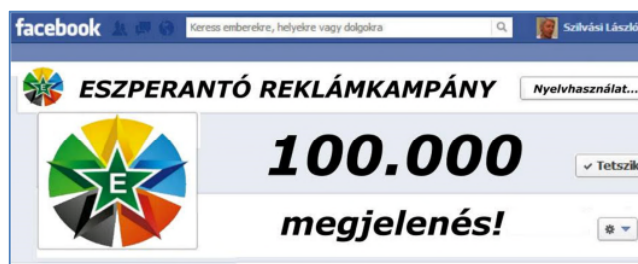 facebook Keress emberekre, helyekre vagy dolgokra Szilvási László
E ESZPERANTÓ REKLÁMKAMPÁNY Nyelvhasználat...
E 100.000 ✓ Tetszik
megjelenés!